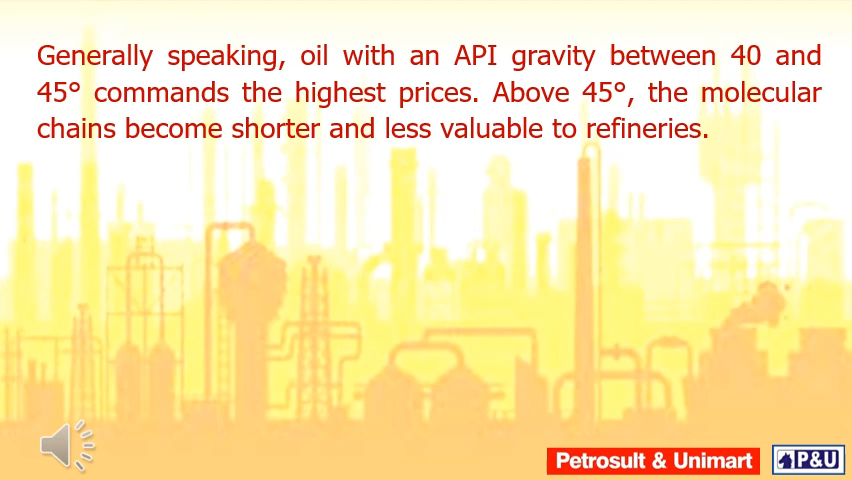 Generally speaking, oil with an API gravity between 40 and
45° commands the highest prices. Above 45°, the molecular
chains become shorter and less valuable to refineries.
Petrosult & Unimart
P&U